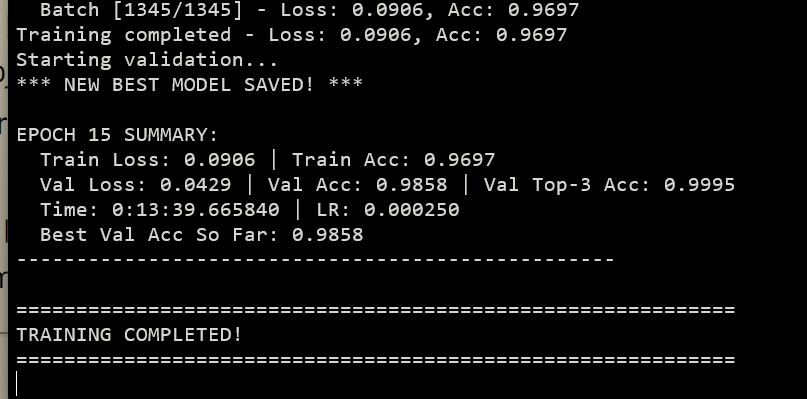 Batch [1345/1345] - Loss: 0.0906, Acc: 0.9697
Training completed - Loss: 0.0906, Acc: 0.9697
Starting validation...
*** NEW BEST MODEL SAVED! ***
EPOCH 15 SUMMARY:
Train Loss: 0.0906 | Train Acc: 0.9697
Val Loss: 0.0429 | Val Acc: 0.9858 | Val Top-3 Acc: 0.9995
Time: 0:13:39.665840 | LR: 0.000250
Best Val Acc So Far: 0.9858
--------------------------------------------------
============================================================
TRAINING COMPLETED!
============================================================